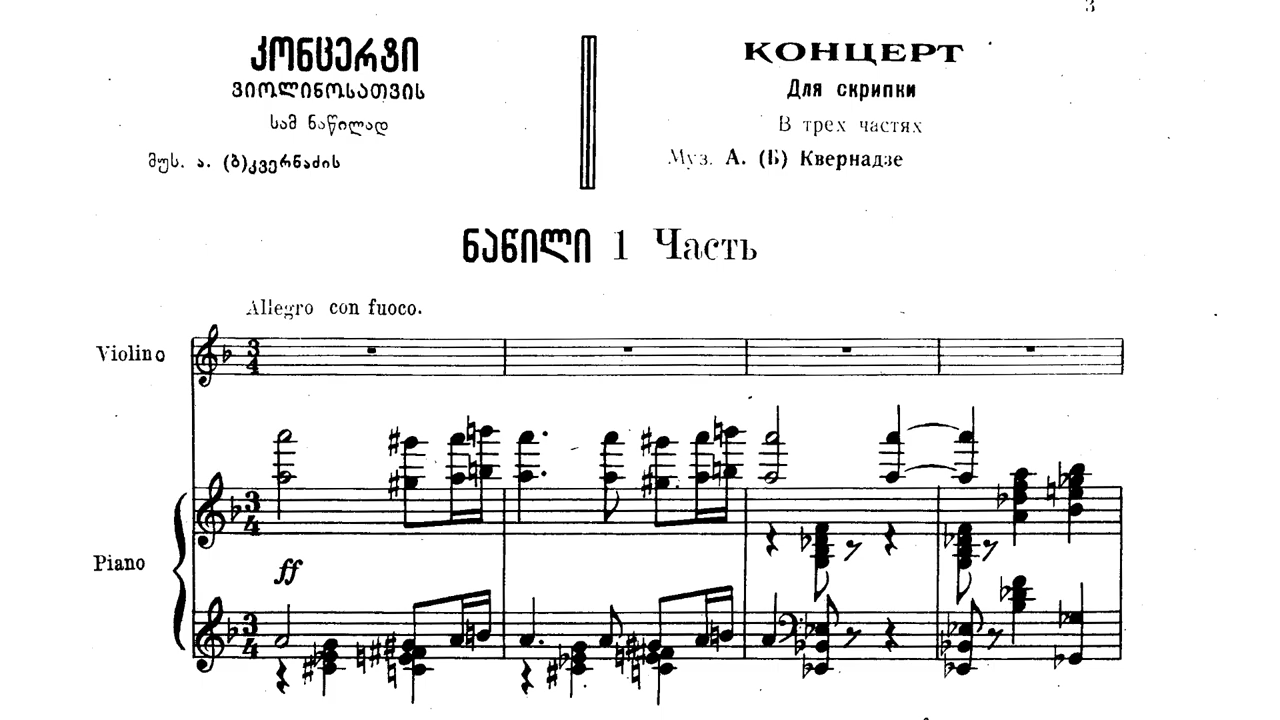 3
კონცერტი
ვიოლინოსათვის
სამ ნაწილად
მუს. ა. (ბ)კვერნაძის
КОНЦЕРТ
Для скрипки
В трех частях
Муз. А. (Б) Квернадзе
ნაწილი 1 Часть
Allegro con fuoco.
Violino
Piano
ff